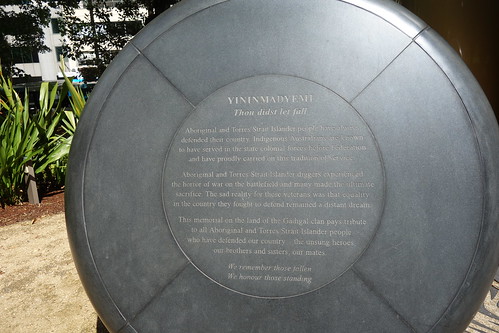 YININMADYEMI
Thou didst let fall
Aboriginal and Torres Strait Islander people have always
defended their country. Indigenous Australians are known
to have served in the state colonial forces before Federation
and have proudly carried on this tradition of service.
Aboriginal and Torres Strait Islander diggers experienced
the horror of war on the battlefield and many made the ultimate
sacrifice. The sad reality for these veterans was that equality
in the country they fought to defend remained a distant dream.
This memorial on the land of the Gadigal clan pays tribute
to all Aboriginal and Torres Strait Islander people
who have defended our country – the unsung heroes,
our brothers and sisters, our mates.
We remember those fallen
We honour those standing